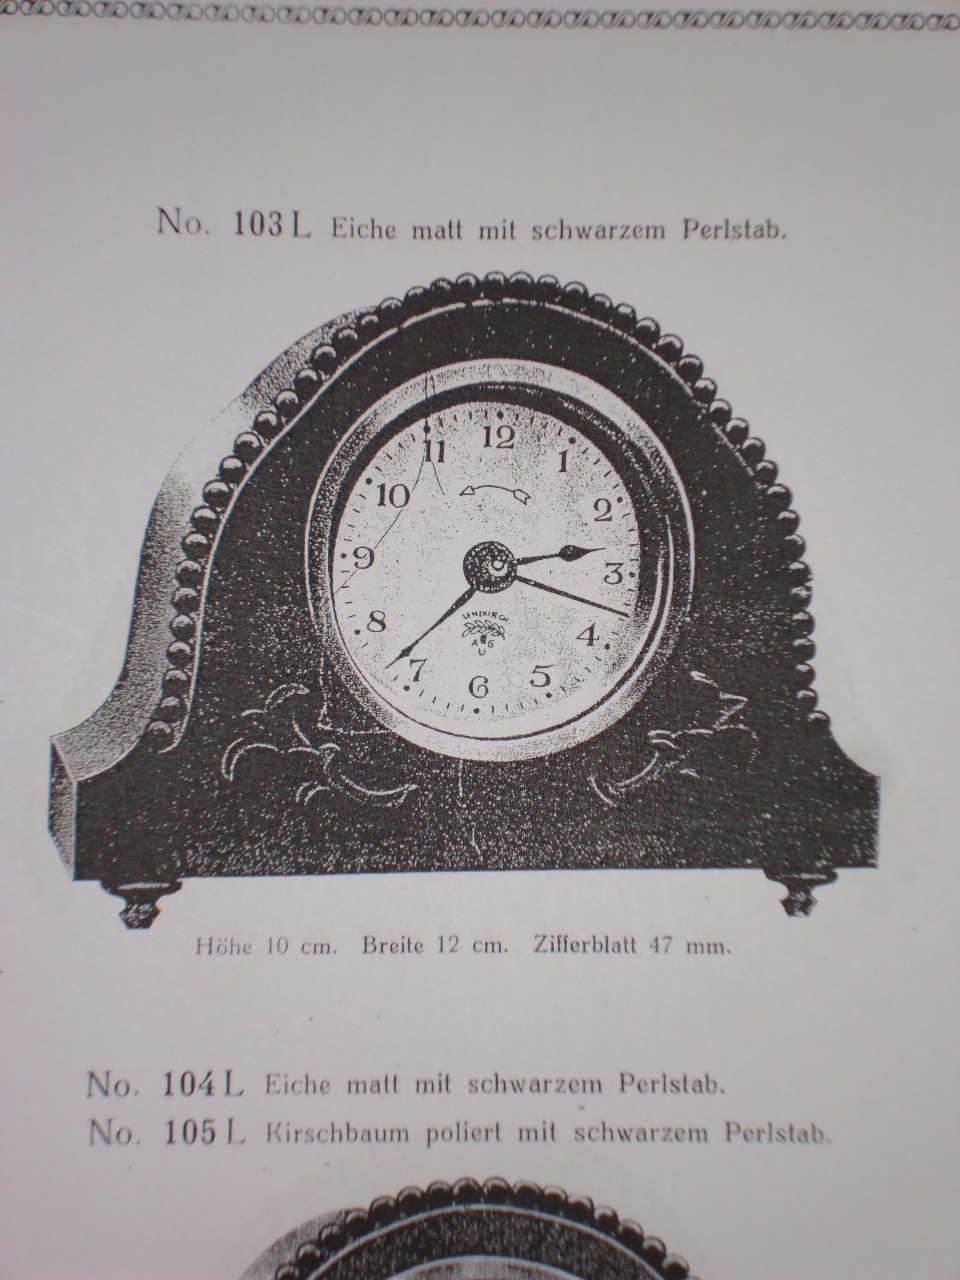 No. 103 L Eiche matt mit schwarzem Perlstab.
12
11
1
10
2
9
3
8
4
7
5
6
LENZKIRCH
A G
U
Höhe 10 cm. Breite 12 cm. Zifferblatt 47 mm.
No. 104 L Eiche matt mit schwarzem Perlstab.
No. 105 L Kirschbaum poliert mit schwarzem Perlstab.